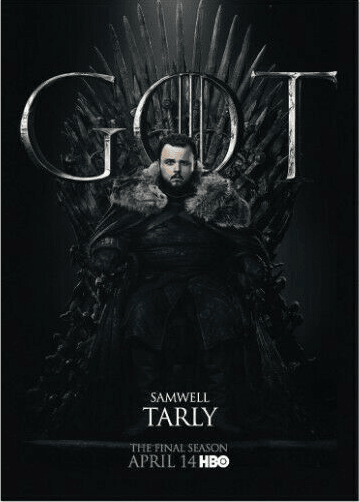 GOT
SAMWELL
TARLY
THE FINAL SEASON
APRIL 14 HBO